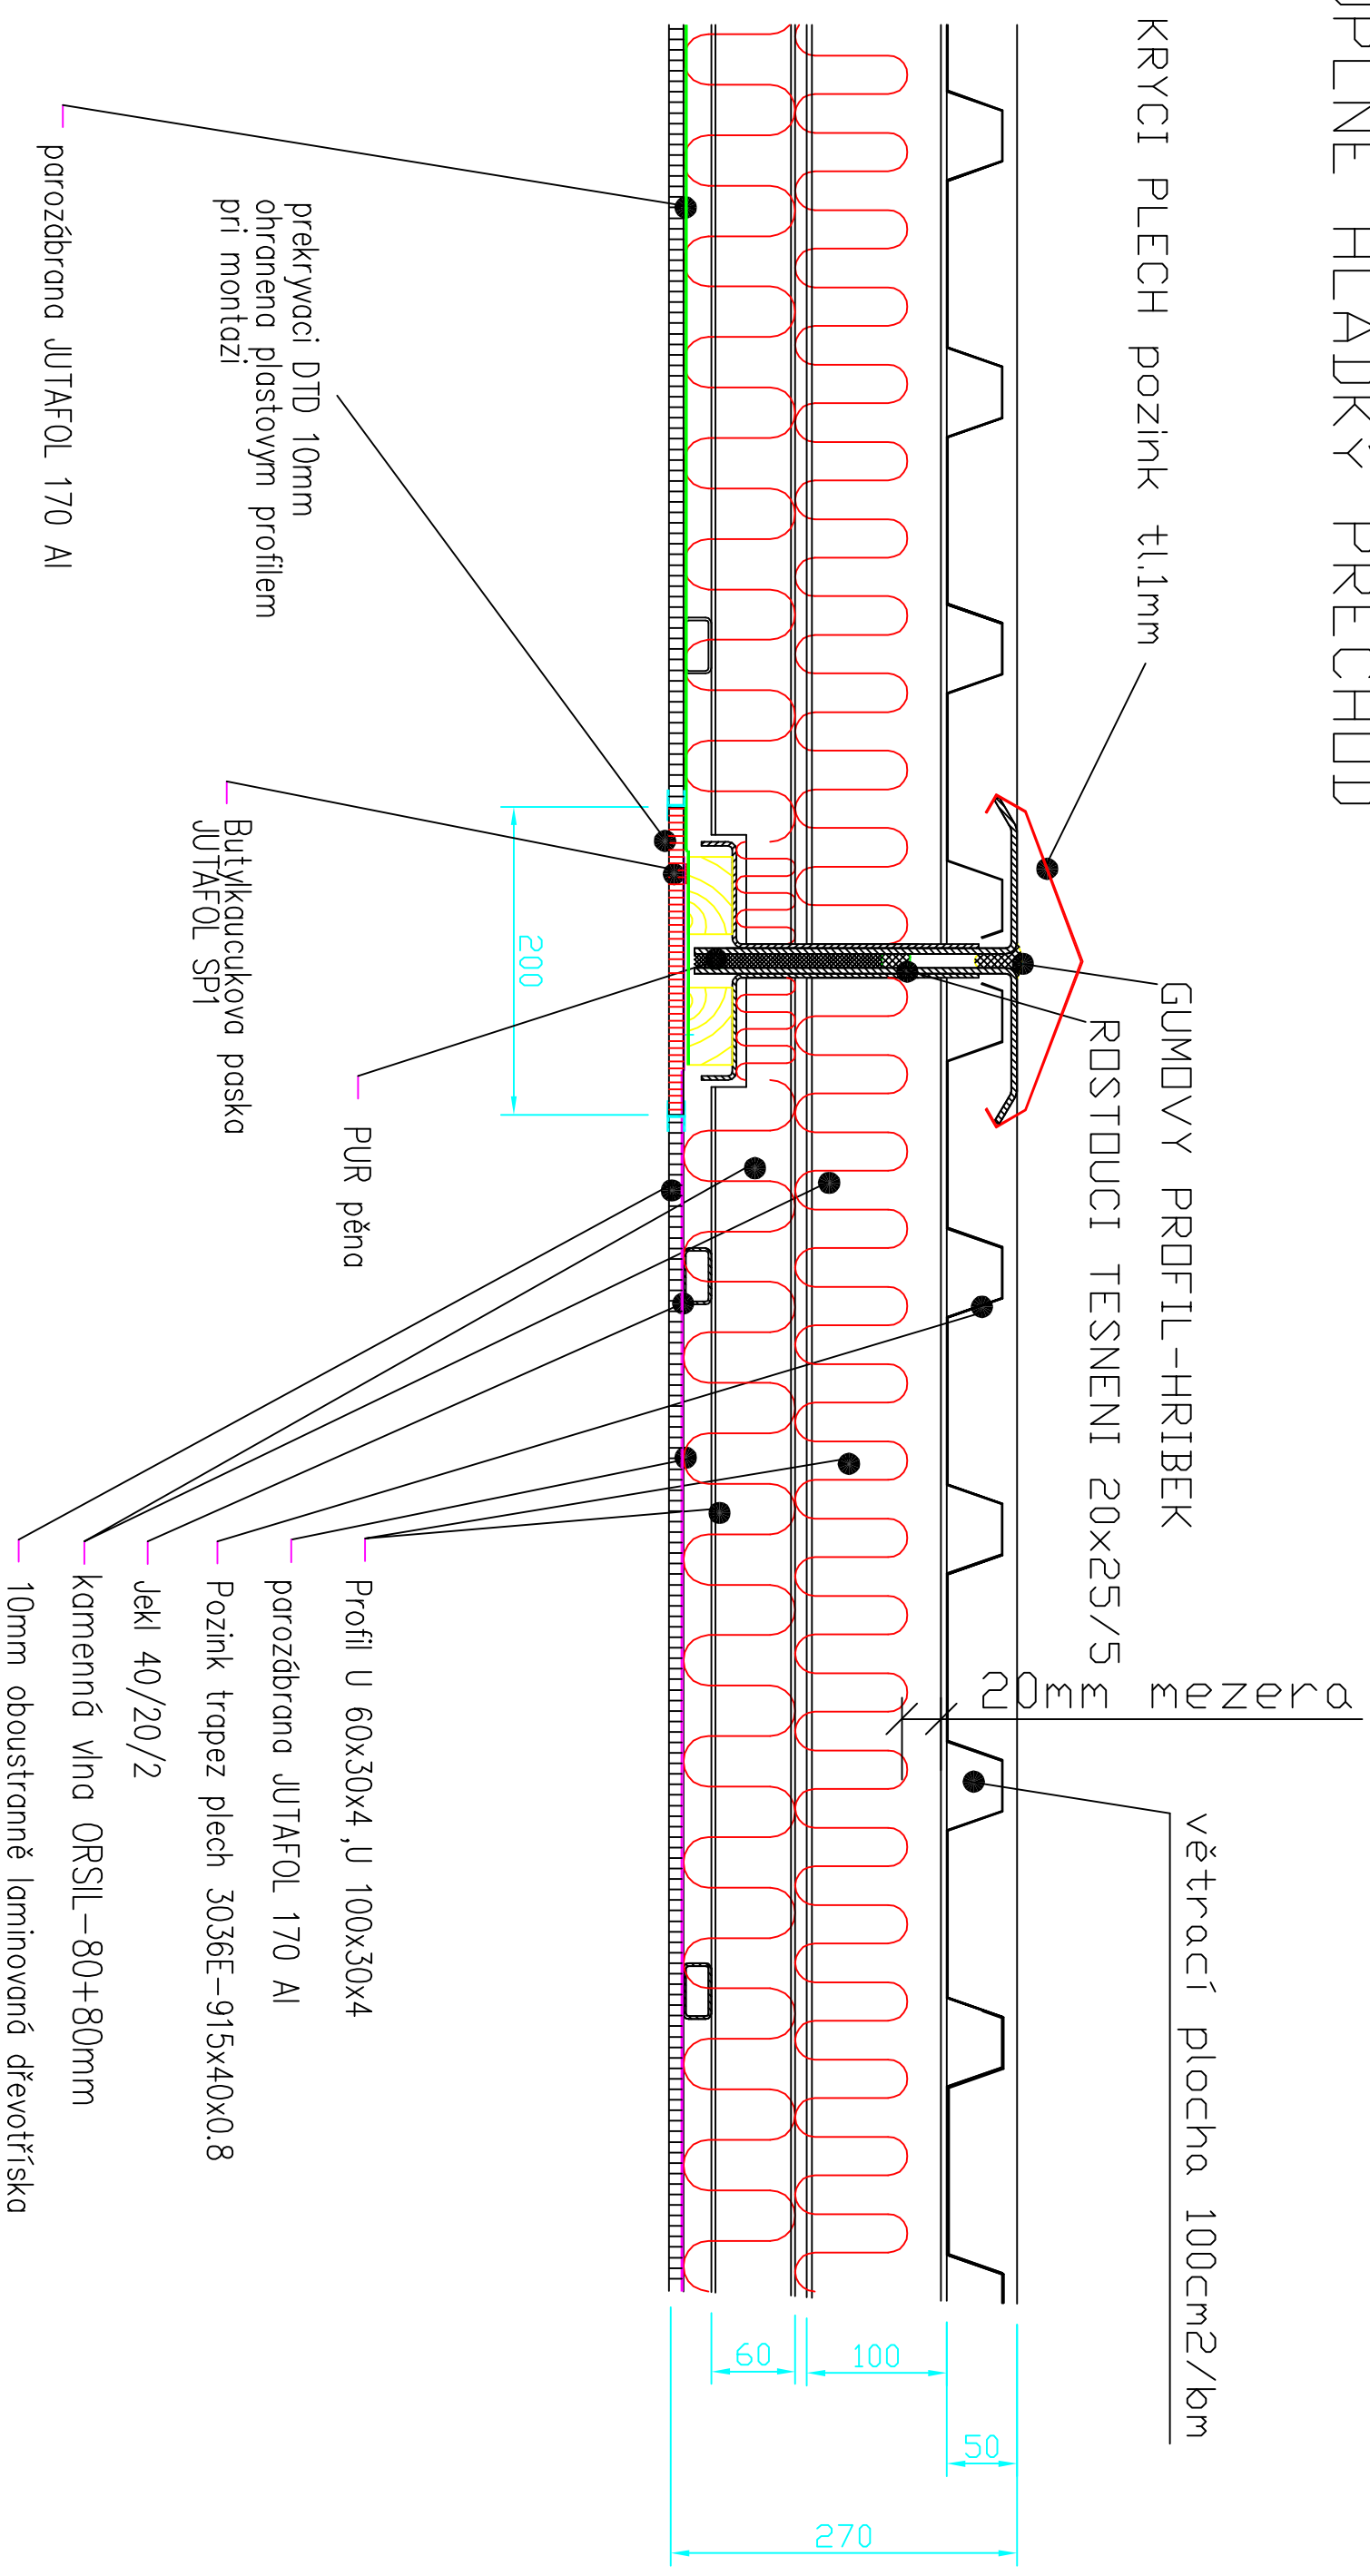 HLADKÝ
KRYCI PLECH pozink tl.1mm
GUMOVY PROFIL-HRIBEK
ROSTOUCI TESNENI 20x25/5
20mm mezera
větrací plocha 100cm2/bm
prekryvaci DTD 10mm
ohranena plastovym profilem
pri montazi
parozábrana JUTAFOL 170 Al
Butylkaucukova paska
JUTAFOL SP1
PUR pěna
200
Profil U 60x30x4,U 100x30x4
parozábrana JUTAFOL 170 Al
Pozink trapez plech 3036E-915x40x0.8
Jekl 40/20/2
kamenná vlna ORSIL-80+80mm
10mm oboustranně laminovaná dřevotříska
60
100
50
270